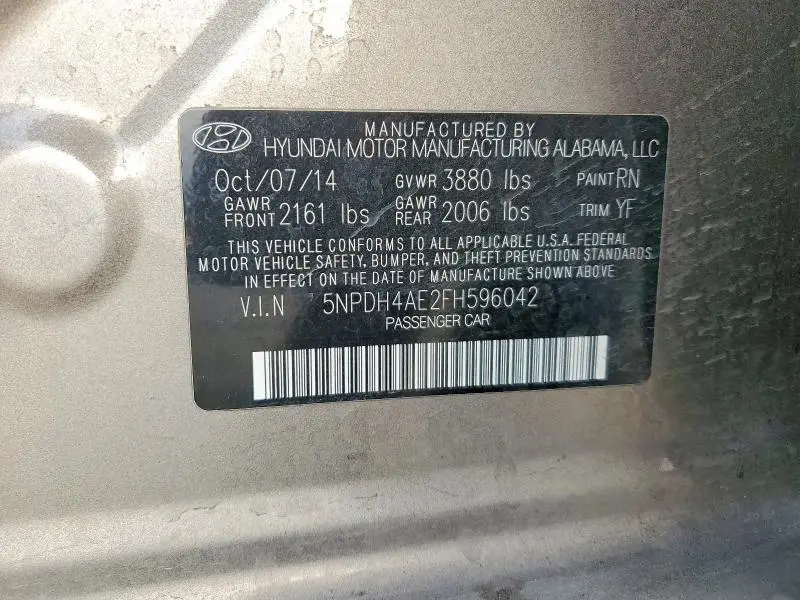 MANUFACTURED BY
HYUNDAI MOTOR MANUFACTURING ALABAMA, LLC
Oct/07/14 GVWR 3880 lbs PAINT RN
GAWR FRONT 2161 lbs GAWR REAR 2006 lbs TRIM YF
THIS VEHICLE CONFORMS TO ALL APPLICABLE U.S.A. FEDERAL
MOTOR VEHICLE SAFETY, BUMPER, AND THEFT PREVENTION STANDARDS
IN EFFECT ON THE DATE OF MANUFACTURE SHOWN ABOVE
V.I.N 5NPDH4AE2FH596042
PASSENGER CAR